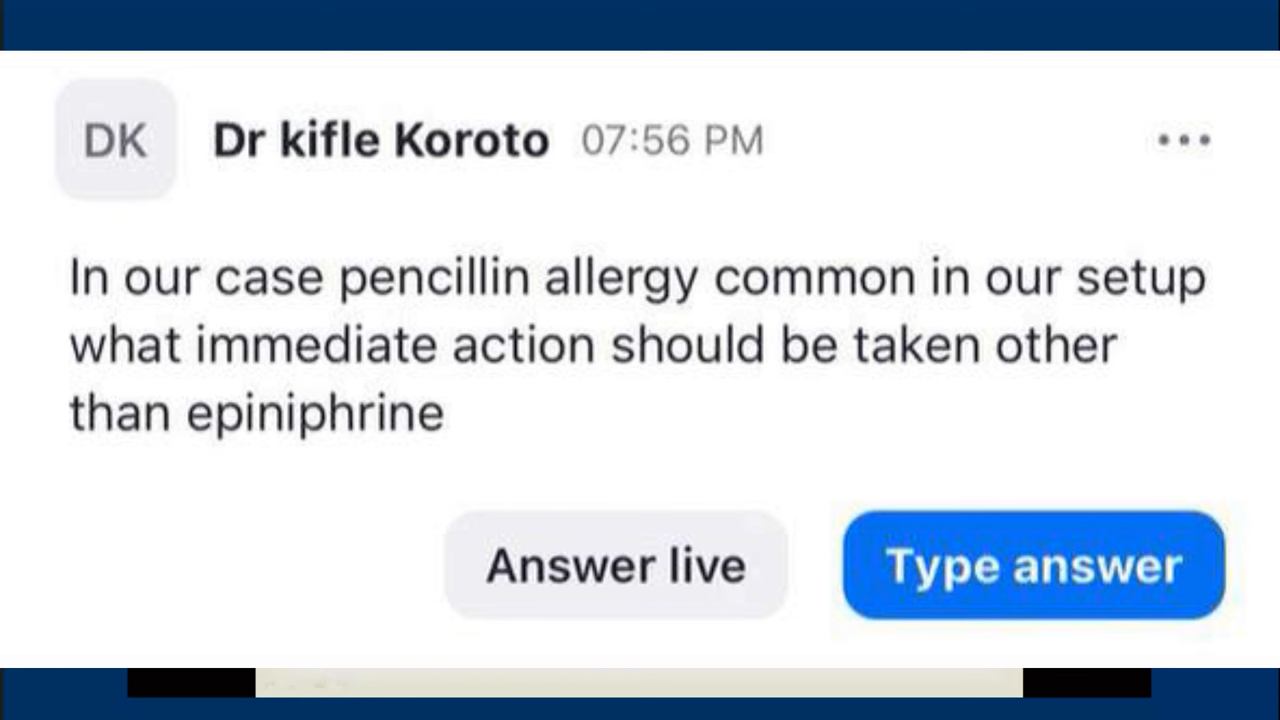 DK
Dr kifle Koroto 07:56 PM
In our case pencillin allergy common in our setup
what immediate action should be taken other
than epiniphrine
Answer live
Type answer